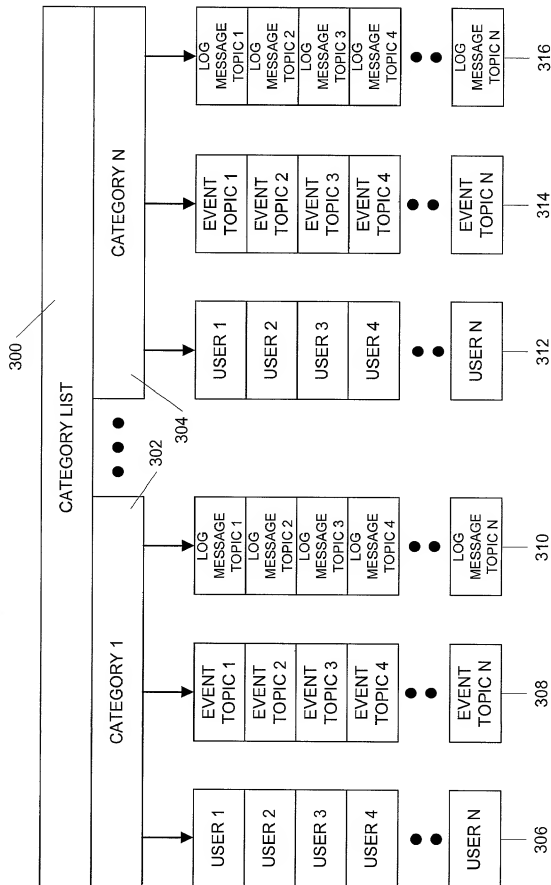 300
CATEGORY LIST
302
304
CATEGORY 1
CATEGORY N
USER 1
USER 2
USER 3
USER 4
USER N
306
EVENT
TOPIC 1
EVENT
TOPIC 2
EVENT
TOPIC 3
EVENT
TOPIC 4
EVENT
TOPIC N
308
LOG
MESSAGE
TOPIC 1
LOG
MESSAGE
TOPIC 2
LOG
MESSAGE
TOPIC 3
LOG
MESSAGE
TOPIC 4
LOG
MESSAGE
TOPIC N
310
USER 1
USER 2
USER 3
USER 4
USER N
312
EVENT
TOPIC 1
EVENT
TOPIC 2
EVENT
TOPIC 3
EVENT
TOPIC 4
EVENT
TOPIC N
314
LOG
MESSAGE
TOPIC 1
LOG
MESSAGE
TOPIC 2
LOG
MESSAGE
TOPIC 3
LOG
MESSAGE
TOPIC 4
LOG
MESSAGE
TOPIC N
316